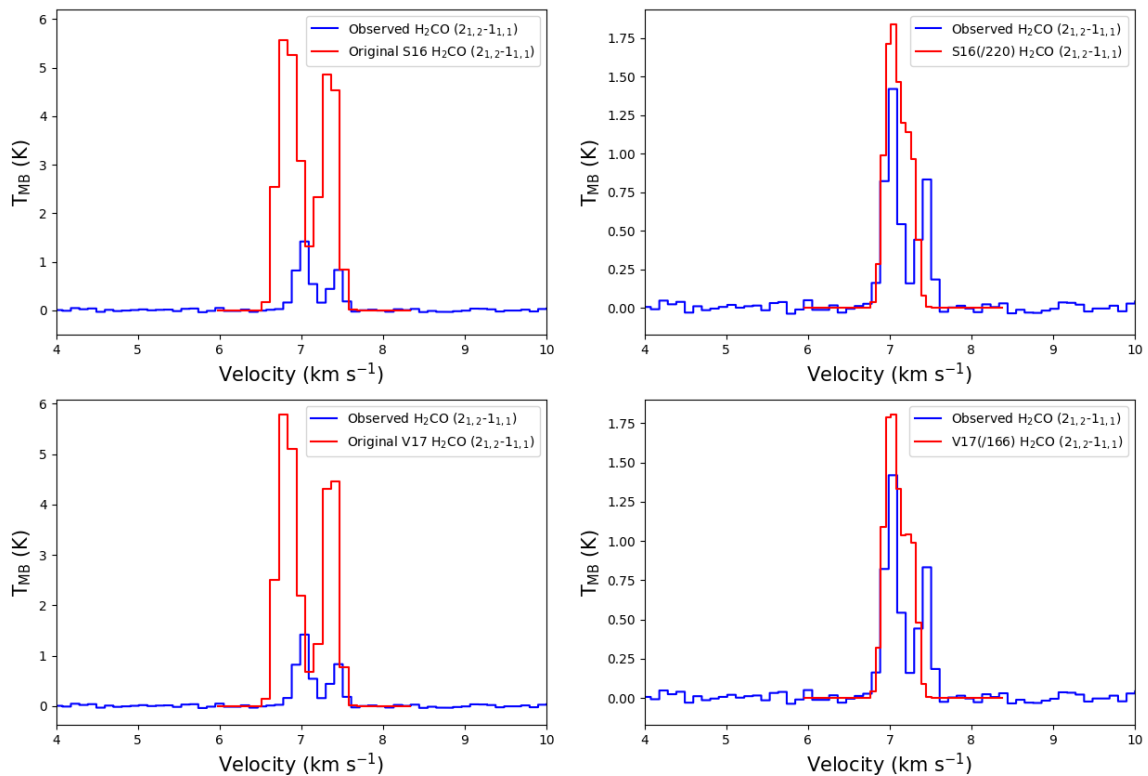 Observed H₂CO (2₁,₂-1₁,₁)
Original S16 H₂CO (2₁,₂-1₁,₁)
T_MB (K)
6
5
4
3
2
1
0
4 5 6 7 8 9 10
Velocity (km s⁻¹)
Observed H₂CO (2₁,₂-1₁,₁)
S16(/220) H₂CO (2₁,₂-1₁,₁)
T_MB (K)
1.75
1.50
1.25
1.00
0.75
0.50
0.25
0.00
4 5 6 7 8 9 10
Velocity (km s⁻¹)
Observed H₂CO (2₁,₂-1₁,₁)
Original V17 H₂CO (2₁,₂-1₁,₁)
T_MB (K)
6
5
4
3
2
1
0
4 5 6 7 8 9 10
Velocity (km s⁻¹)
Observed H₂CO (2₁,₂-1₁,₁)
V17(/166) H₂CO (2₁,₂-1₁,₁)
T_MB (K)
1.75
1.50
1.25
1.00
0.75
0.50
0.25
0.00
4 5 6 7 8 9 10
Velocity (km s⁻¹)